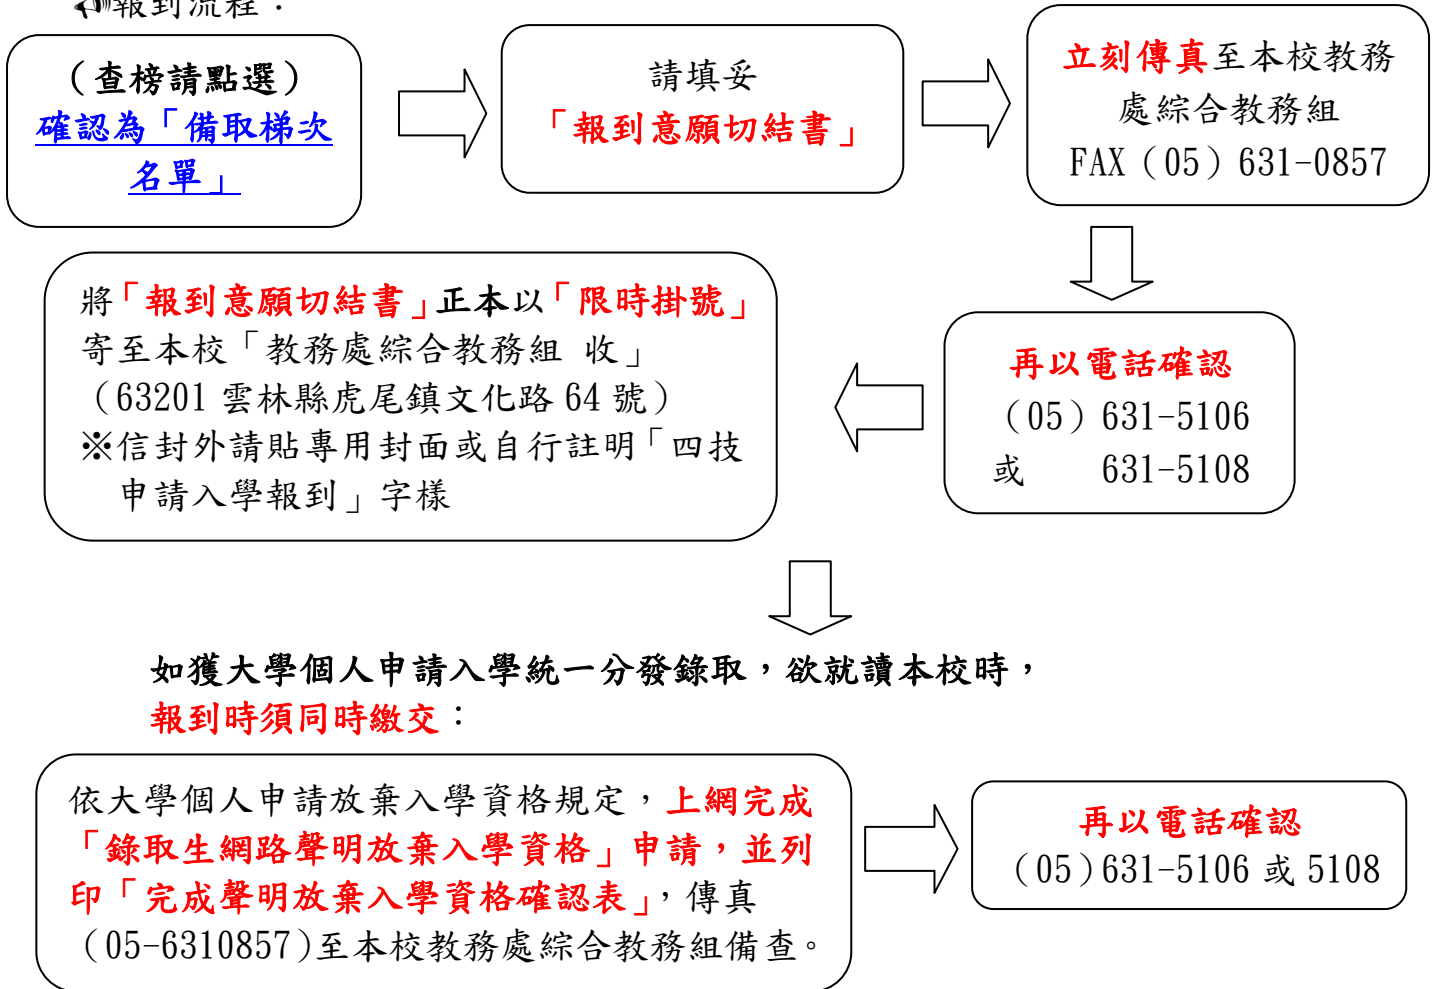 報到流程：
（查榜請點選）
確認為「備取梯次
名單」
請填妥
「報到意願切結書」
立刻傳真至本校教務
處綜合教務組
FAX（05）631-0857
再以電話確認
（05）631-5106
或 631-5108
將「報到意願切結書」正本以「限時掛號」
寄至本校「教務處綜合教務組 收」
（63201 雲林縣虎尾鎮文化路 64 號）
※信封外請貼專用封面或自行註明「四技
申請入學報到」字樣
如獲大學個人申請入學統一分發錄取，欲就讀本校時，
報到時須同時繳交：
依大學個人申請放棄入學資格規定，上網完成
「錄取生網路聲明放棄入學資格」申請，並列
印「完成聲明放棄入學資格確認表」，傳真
（05-6310857)至本校教務處綜合教務組備查。
再以電話確認
（05)631-5106 或 5108